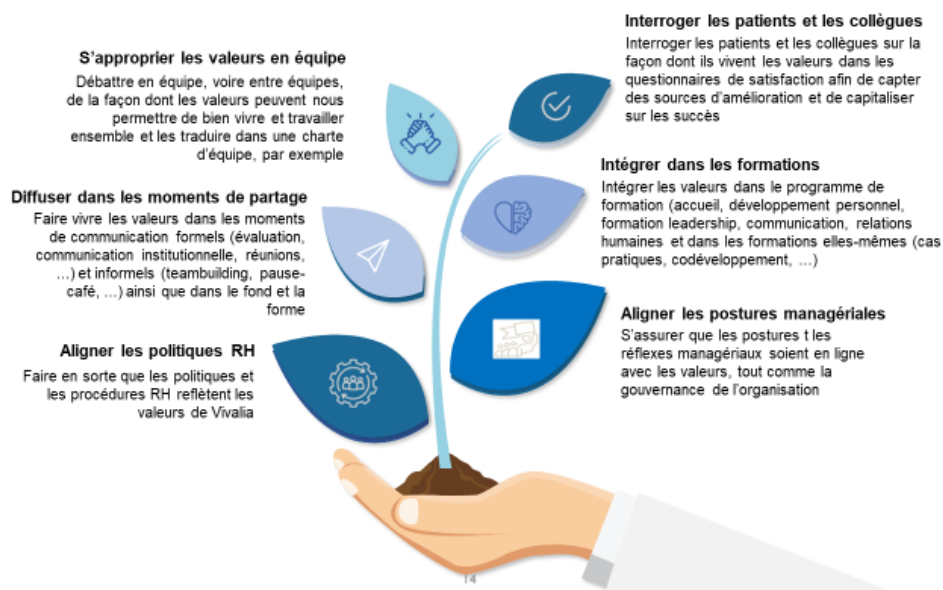 S'approprier les valeurs en équipe
Débattre en équipe, voire entre équipes,
de la façon dont les valeurs peuvent nous
permettre de bien vivre et travailler
ensemble et les traduire dans une charte
d'équipe, par exemple
Diffuser dans les moments de partage
Faire vivre les valeurs dans les moments
de communication formels (évaluation,
communication institutionnelle, réunions,
...) et informels (teambuilding, pause-
café, ...) ainsi que dans le fond et la
forme
Aligner les politiques RH
Faire en sorte que les politiques et
les procédures RH reflètent les
valeurs de Vivalia
Interroger les patients et les collègues
Interroger les patients et les collègues sur la
façon dont ils vivent les valeurs dans les
questionnaires de satisfaction afin de capter
des sources d'amélioration et de capitaliser
sur les succès
Intégrer dans les formations
Intégrer les valeurs dans le programme de
formation (accueil, développement personnel,
formation leadership, communication, relations
humaines et dans les formations elles-mêmes (cas
pratiques, codéveloppement, ...)
Aligner les postures managériales
S'assurer que les postures t les
réflexes managériaux soient en ligne
avec les valeurs, tout comme la
gouvernance de l'organisation
14